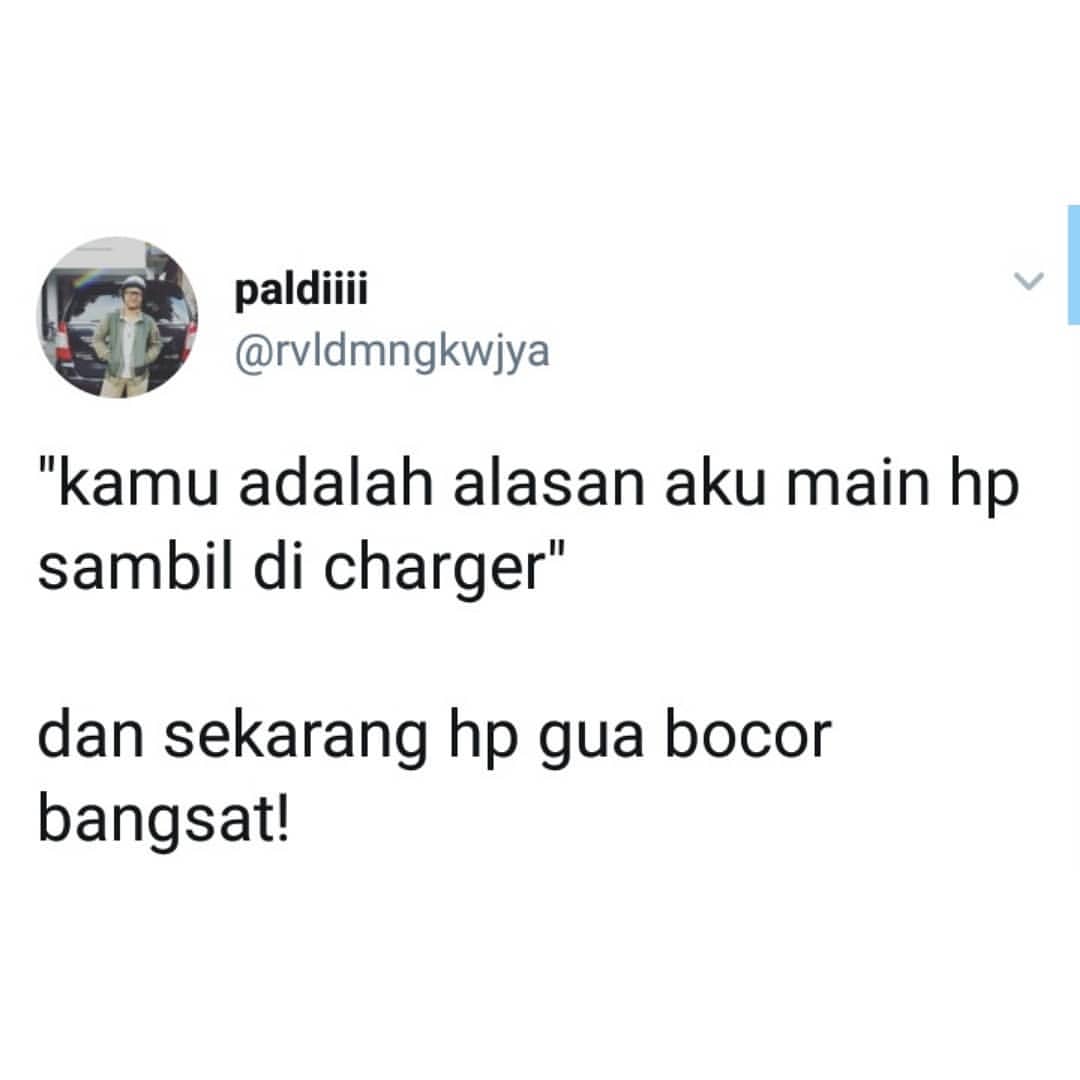 paldiiii
@rvldmngkwjya
"kamu adalah alasan aku main hp
sambil di charger"
dan sekarang hp gua bocor
bangsat!